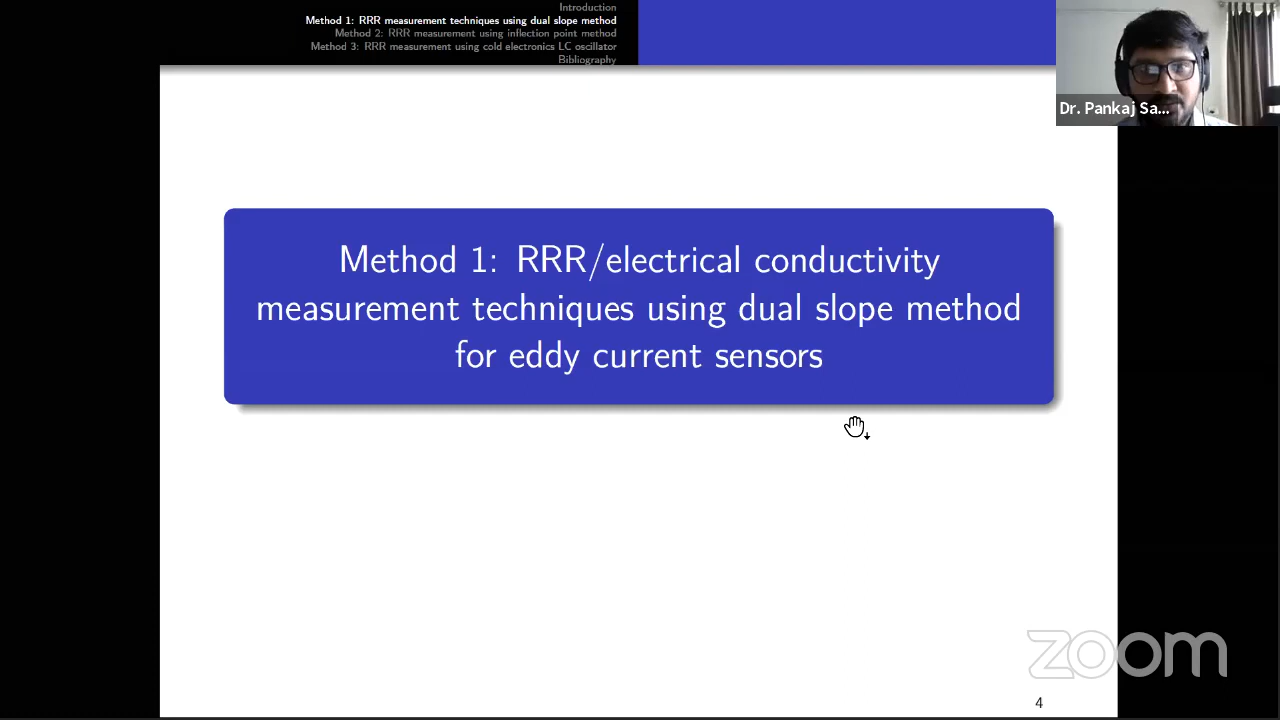 Introduction
Method 1: RRR measurement techniques using dual slope method
Method 2: RRR measurement using inflection point method
Method 3: RRR measurement using cold electronics LC oscillator
Bibliography
Dr. Pankaj Sa...
Method 1: RRR/electrical conductivity
measurement techniques using dual slope method
for eddy current sensors
zoom
4